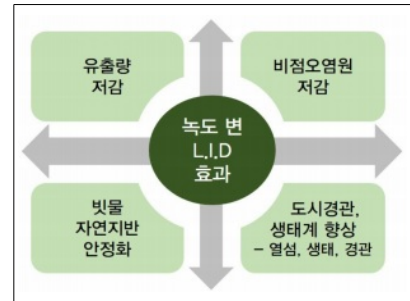 유출량
저감
비점오염원
저감
녹도 변
L.I.D
효과
빗물
자연지반
안정화
도시경관,
생태계 향상
– 열섬, 생태, 경관